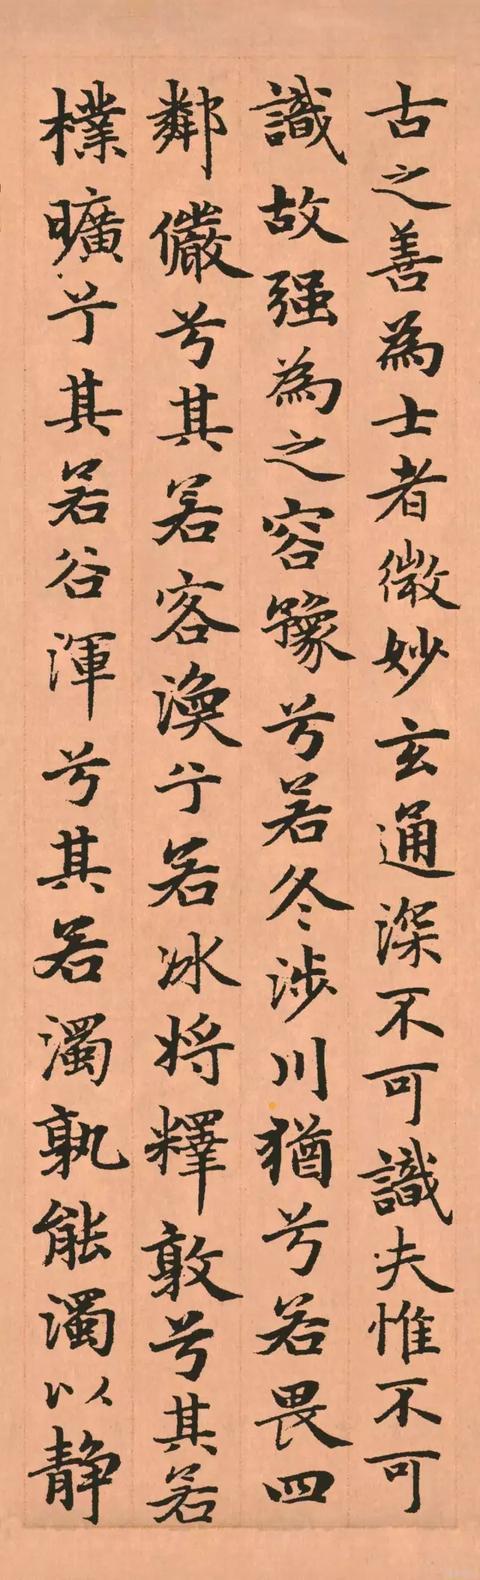 古之善為士者微妙玄通深不可識夫惟不可
識故强為之容豫兮若冬涉川猶兮若畏四
鄰儼兮其若客渙兮若冰將釋敦兮其若
樸曠兮其若谷渾兮其若濁孰能濁以静